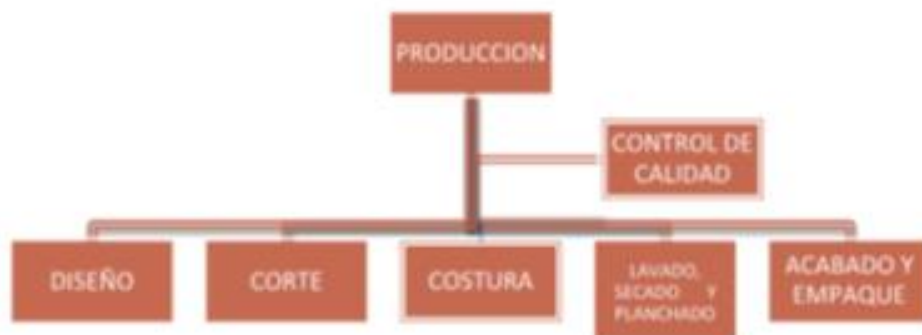 PRODUCCION
CONTROL DE
CALIDAD
DISEÑO
CORTE
COSTURA
LAVADO,
SECADO Y
PLANCHADO
ACABADO Y
EMPAQUE